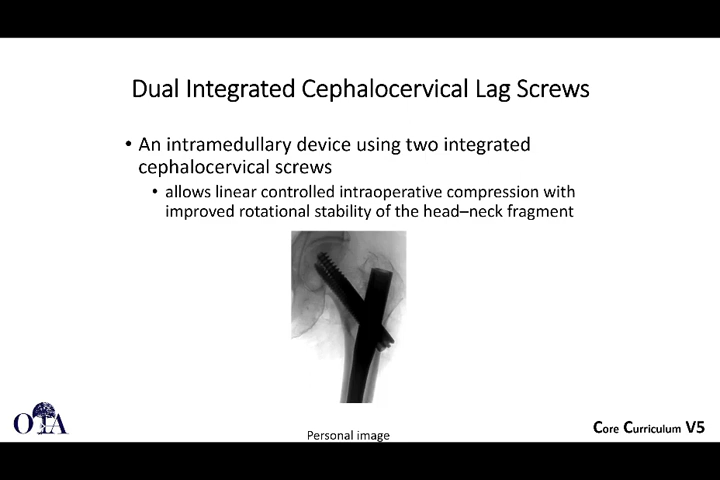 Dual Integrated Cephalocervical Lag Screws
• An intramedullary device using two integrated
cephalocervical screws
• allows linear controlled intraoperative compression with
improved rotational stability of the head–neck fragment
OTA
Personal image
Core Curriculum V5